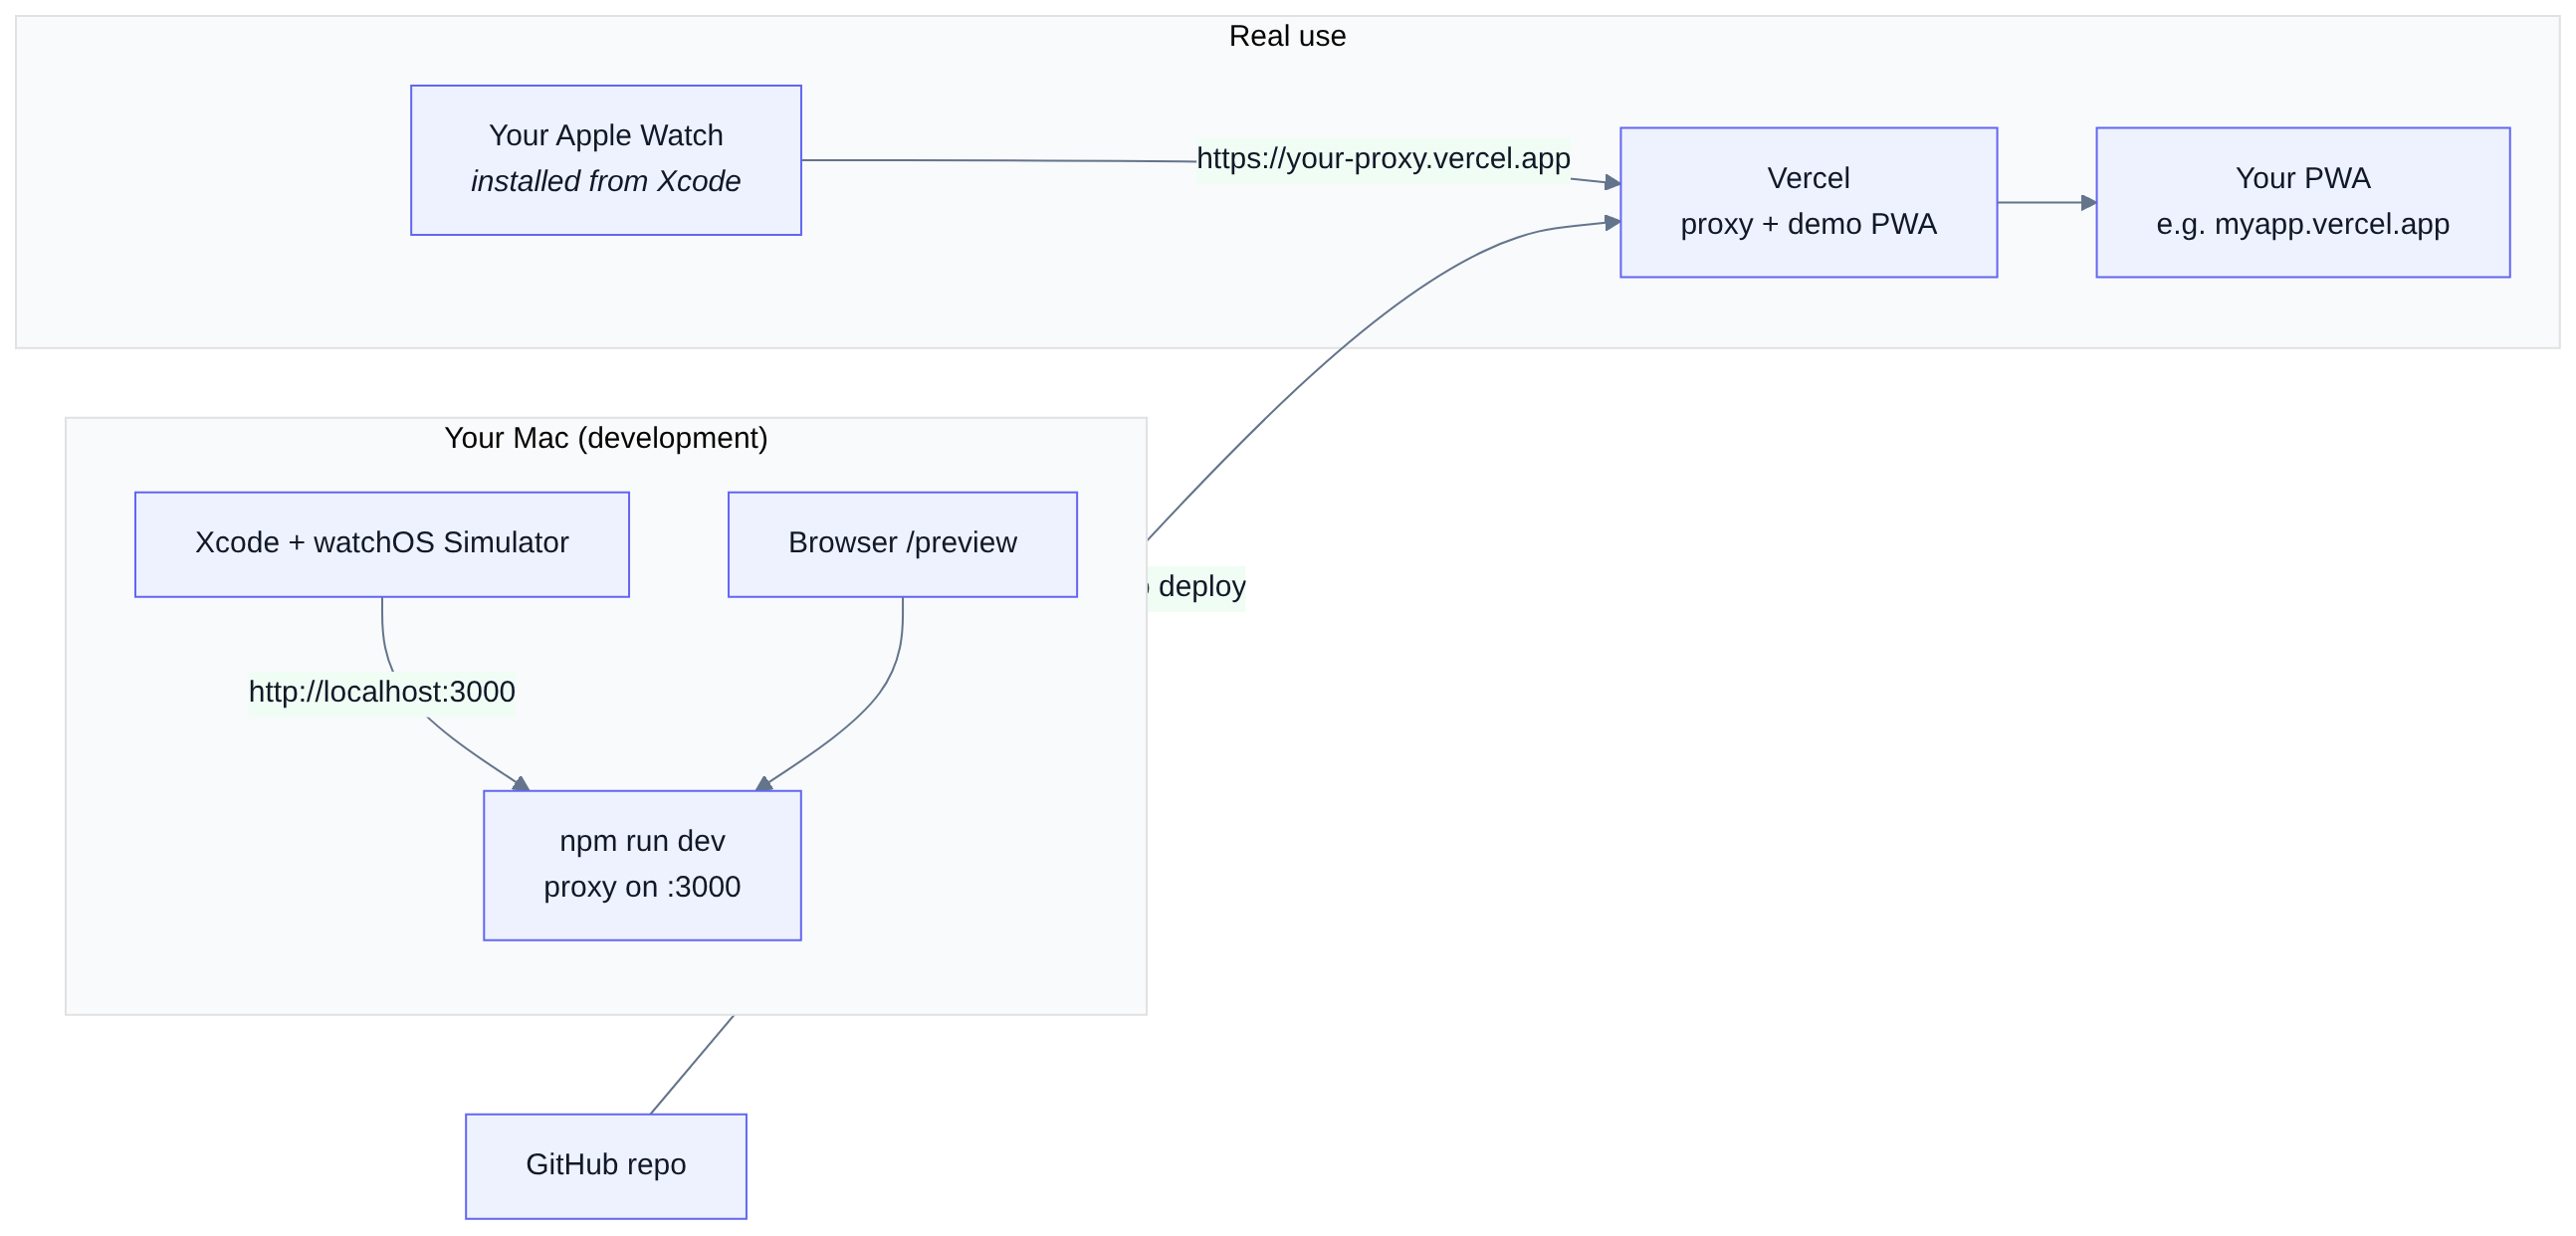 Real use
Your Apple Watch
installed from Xcode
https://your-proxy.vercel.app
Vercel
proxy + demo PWA
Your PWA
e.g. myapp.vercel.app
Your Mac (development)
Xcode + watchOS Simulator
Browser /preview
deploy
http://localhost:3000
npm run dev
proxy on :3000
GitHub repo